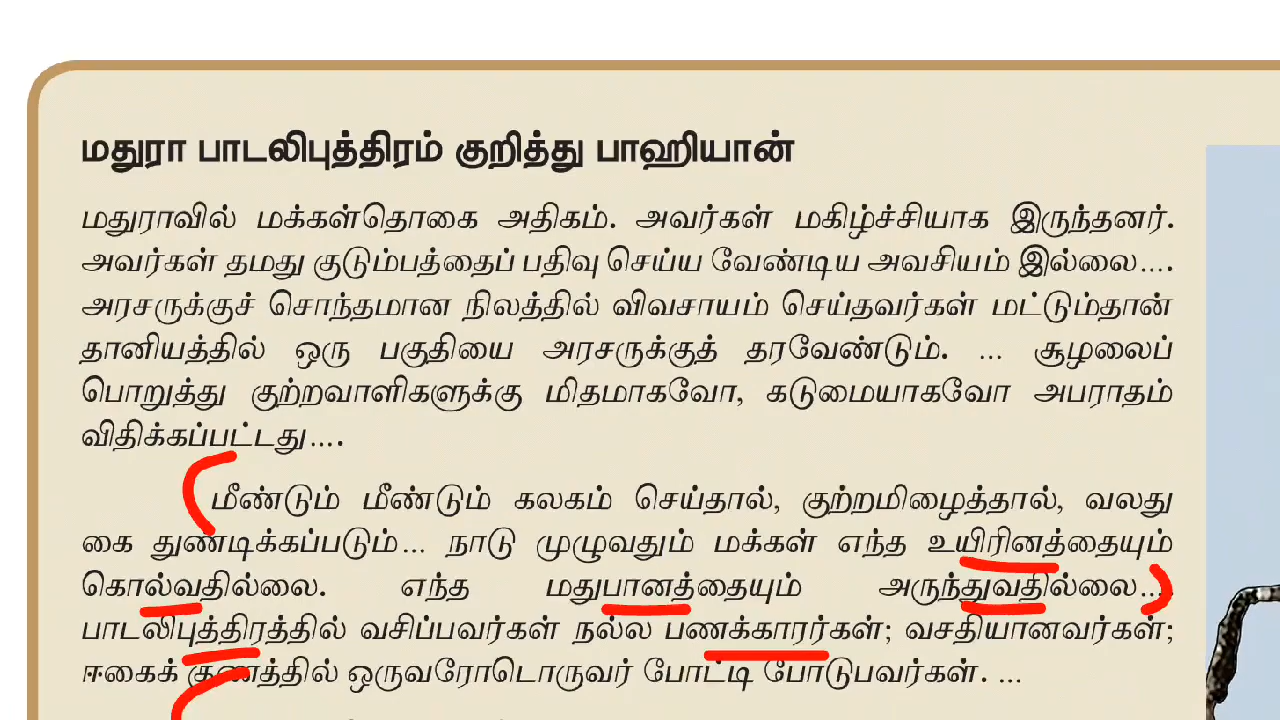 மதுரா பாடலிபுத்திரம் குறித்து பாஹியான்
மதுராவில் மக்கள்தொகை அதிகம். அவர்கள் மகிழ்ச்சியாக இருந்தனர்.
அவர்கள் தமது குடும்பத்தைப் பதிவு செய்ய வேண்டிய அவசியம் இல்லை....
அரசருக்குச் சொந்தமான நிலத்தில் விவசாயம் செய்தவர்கள் மட்டும்தான்
தானியத்தில் ஒரு பகுதியை அரசருக்குத் தரவேண்டும். ... சூழலைப்
பொறுத்து குற்றவாளிகளுக்கு மிதமாகவோ, கடுமையாகவோ அபராதம்
விதிக்கப்பட்டது....
மீண்டும் மீண்டும் கலகம் செய்தால், குற்றமிழைத்தால், வலது
கை துண்டிக்கப்படும்... நாடு முழுவதும் மக்கள் எந்த உயிரினத்தையும்
கொல்வதில்லை. எந்த மதுபானத்தையும் அருந்துவதில்லை....
பாடலிபுத்திரத்தில் வசிப்பவர்கள் நல்ல பணக்காரர்கள்; வசதியானவர்கள்;
ஈகைக் குணத்தில் ஒருவரோடொருவர் போட்டி போடுபவர்கள். ...